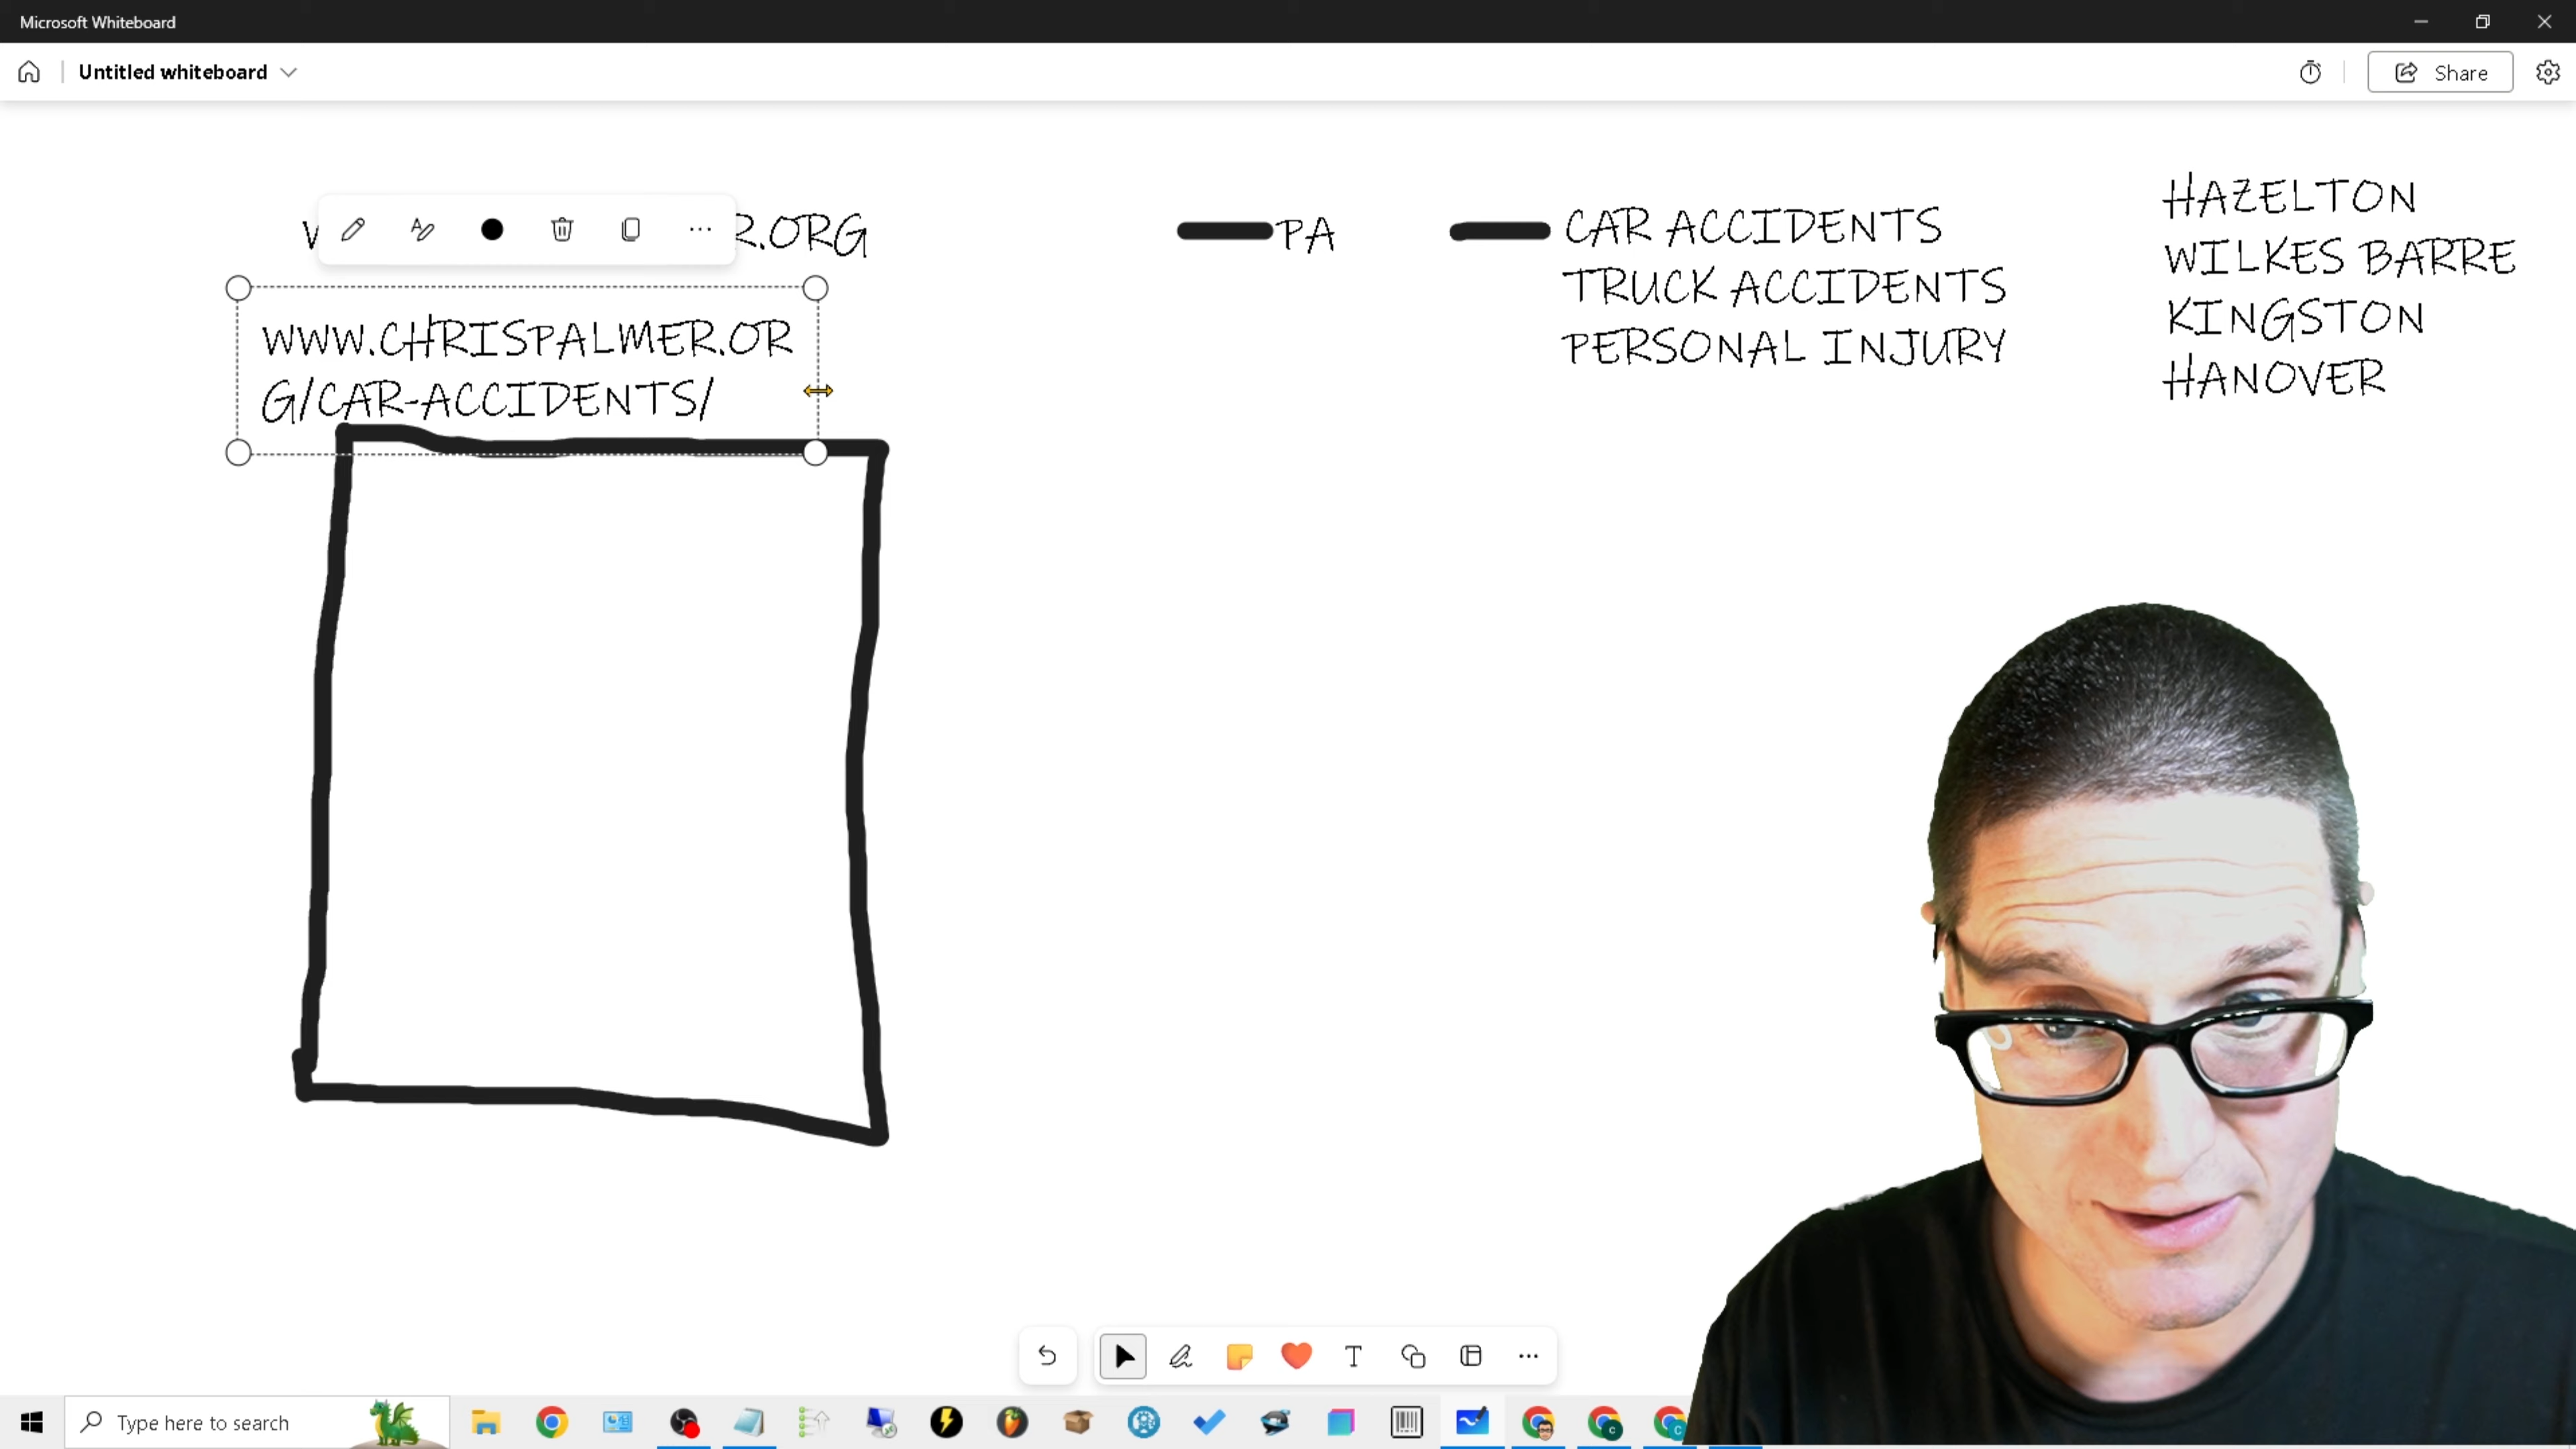 Microsoft Whiteboard
Untitled whiteboard
Share
R.ORG
WWW.CHRISPALMER.OR
G/CAR-ACCIDENTS/
PA
CAR ACCIDENTS
TRUCK ACCIDENTS
PERSONAL INJURY
HAZELTON
WILKES BARRE
KINGSTON
HANOVER
Type here to search